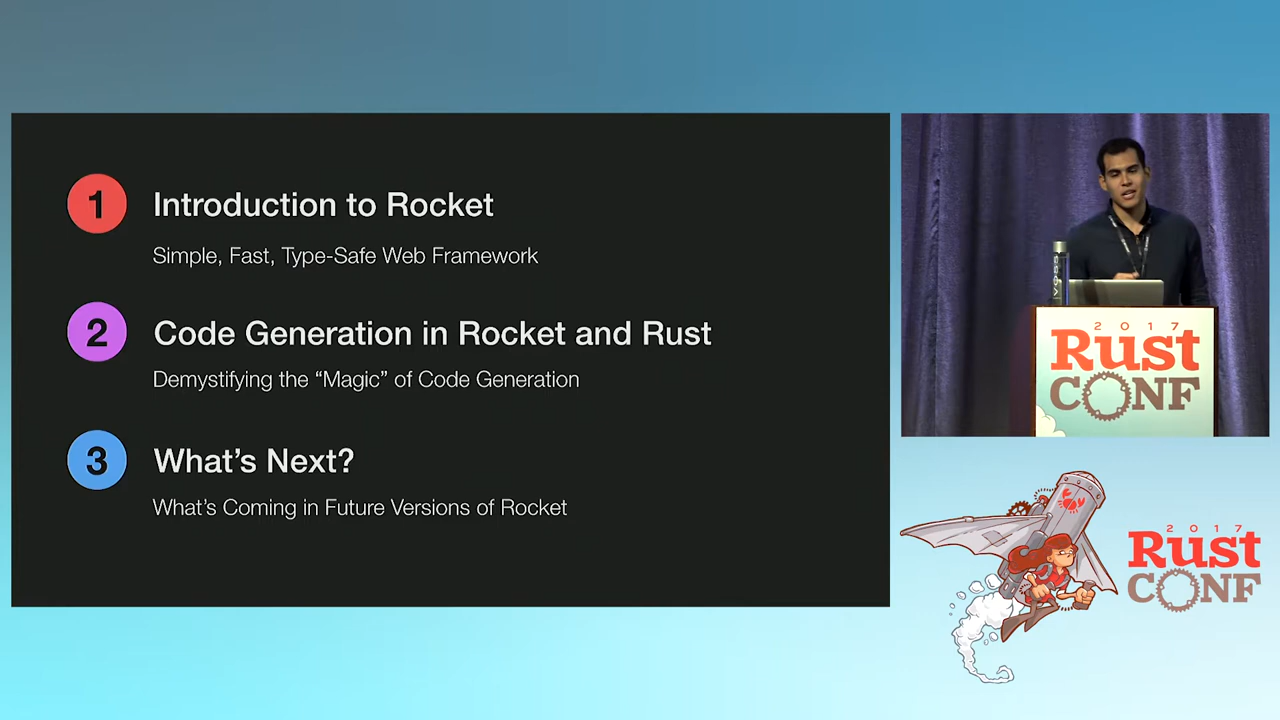 1 Introduction to Rocket
Simple, Fast, Type-Safe Web Framework
2 Code Generation in Rocket and Rust
Demystifying the “Magic” of Code Generation
3 What’s Next?
What’s Coming in Future Versions of Rocket
VOSS
2017
Rust
CONF
2017
Rust
CONF